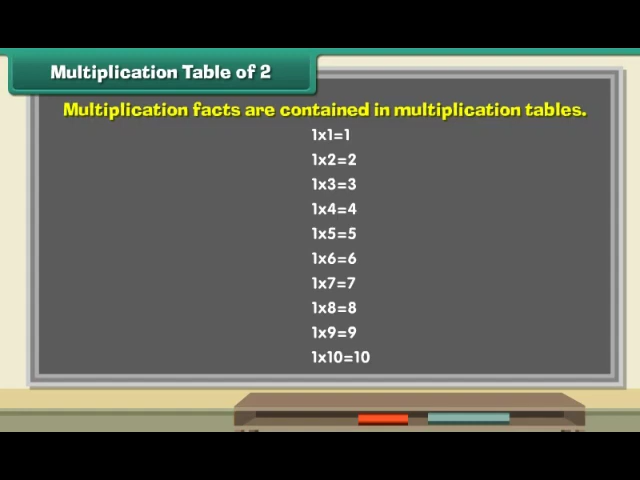 Multiplication Table of 2
Multiplication facts are contained in multiplication tables.
1x1=1
1x2=2
1x3=3
1x4=4
1x5=5
1x6=6
1x7=7
1x8=8
1x9=9
1x10=10